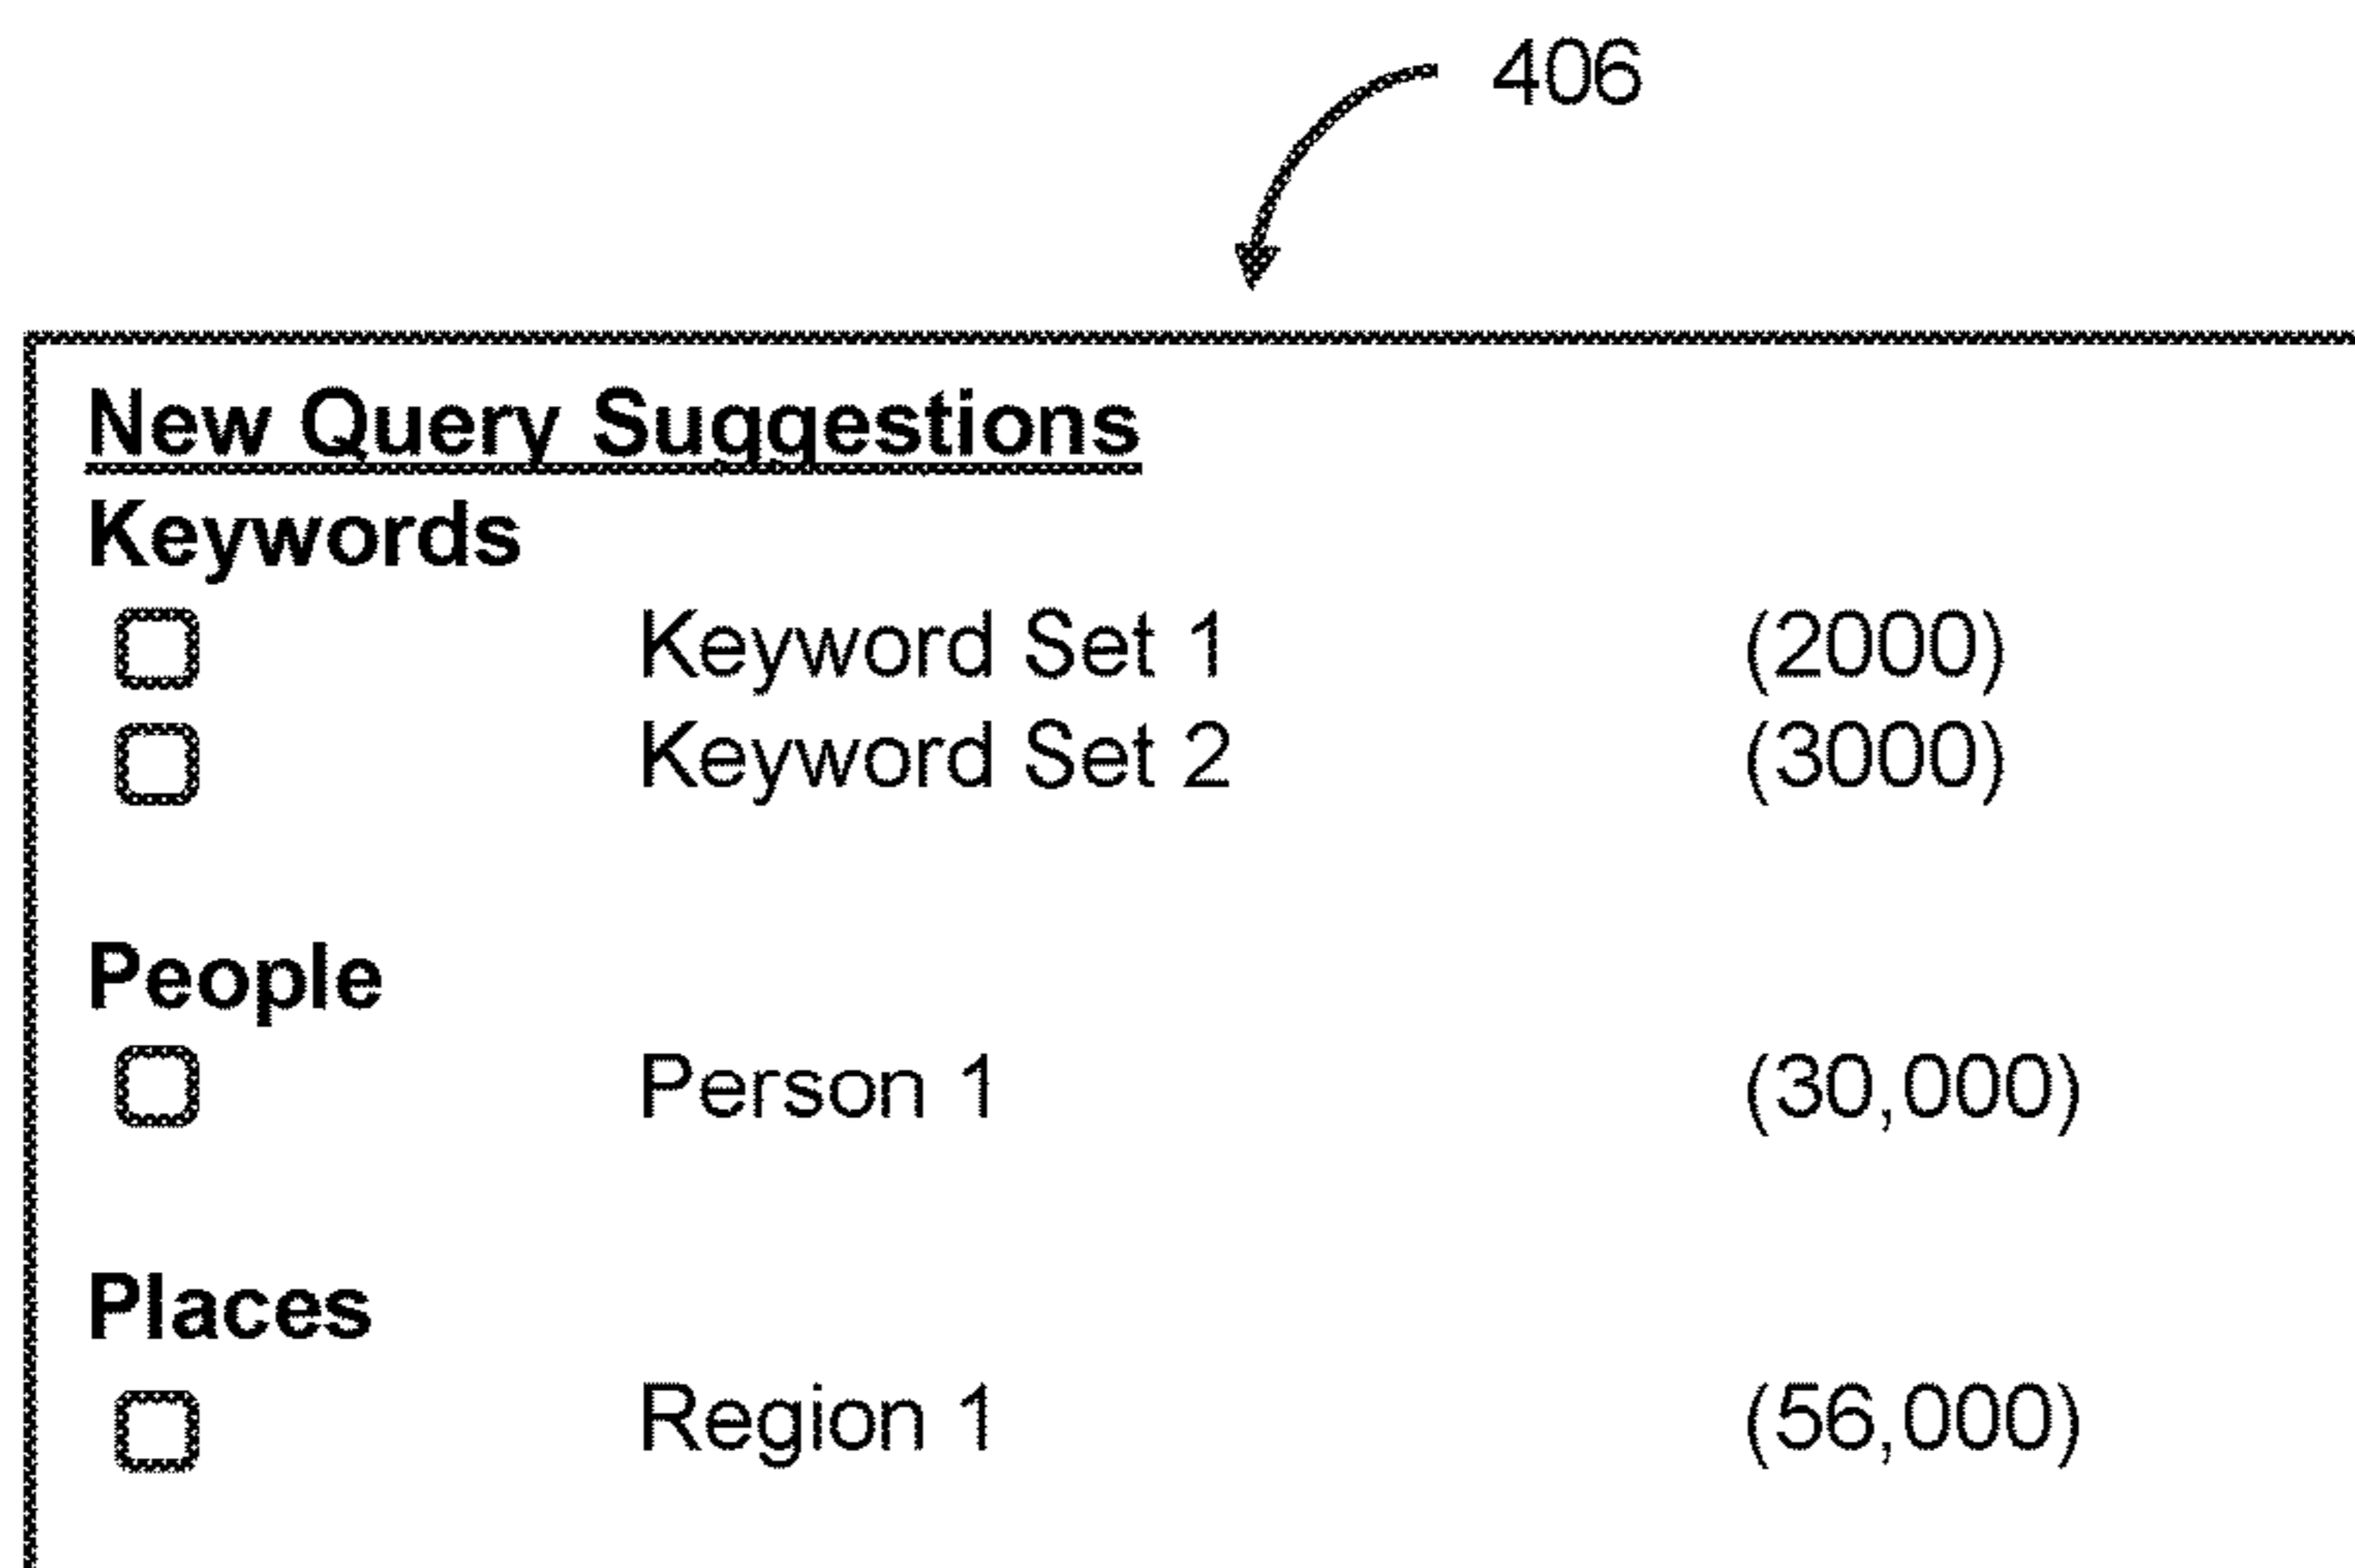 406
New Query Suggestions
Keywords
Keyword Set 1 (2000)
Keyword Set 2 (3000)
People
Person 1 (30,000)
Places
Region 1 (56,000)